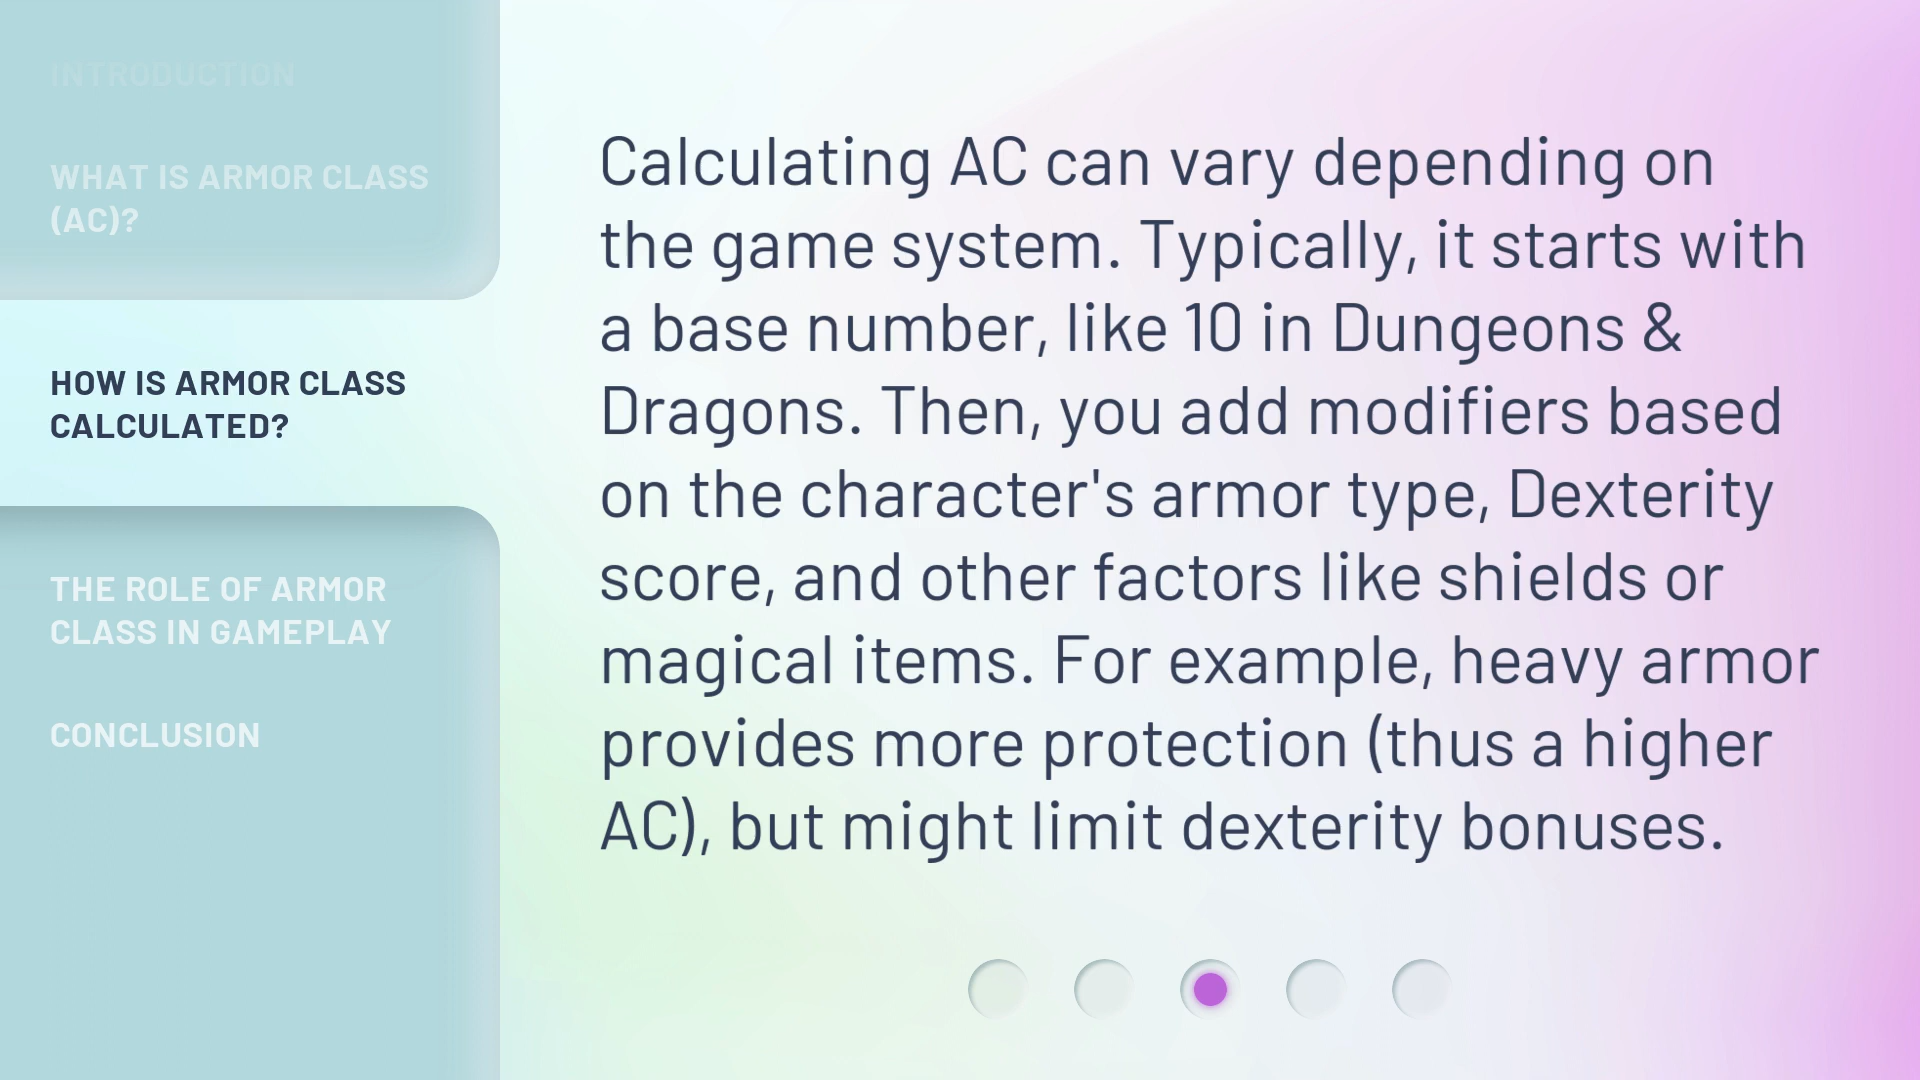 INTRODUCTION
WHAT IS ARMOR CLASS
(AC)?
HOW IS ARMOR CLASS
CALCULATED?
THE ROLE OF ARMOR
CLASS IN GAMEPLAY
CONCLUSION
Calculating AC can vary depending on
the game system. Typically, it starts with
a base number, like 10 in Dungeons &
Dragons. Then, you add modifiers based
on the character's armor type, Dexterity
score, and other factors like shields or
magical items. For example, heavy armor
provides more protection (thus a higher
AC), but might limit dexterity bonuses.